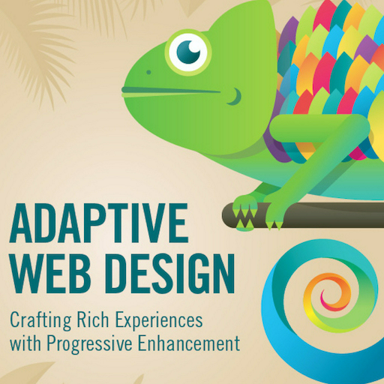 ADAPTIVE
WEB DESIGN
Crafting Rich Experiences
with Progressive Enhancement